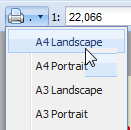 1: 22,066
A4 Landscape
A4 Portrait
A3 Landscape
A3 Portrait